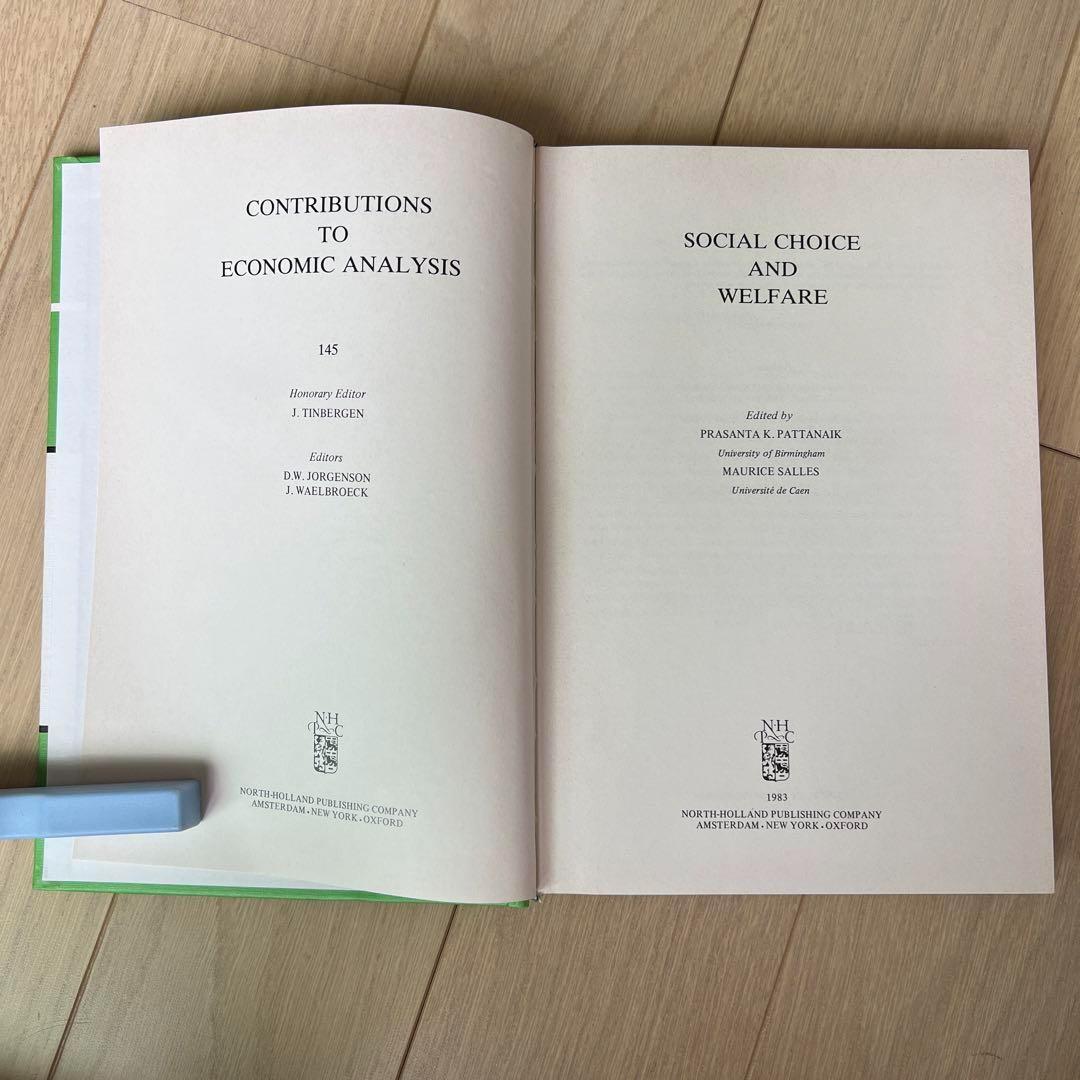 CONTRIBUTIONS
TO
ECONOMIC ANALYSIS
145
Honorary Editor
J. TINBERGEN
Editors
D.W. JORGENSON
J. WAELBROECK
N·H
P C
NORTH-HOLLAND PUBLISHING COMPANY
AMSTERDAM • NEW YORK • OXFORD
SOCIAL CHOICE
AND
WELFARE
Edited by
PRASANTA K. PATTANAIK
University of Birmingham
MAURICE SALLES
Université de Caen
N·H
P C
1983
NORTH-HOLLAND PUBLISHING COMPANY
AMSTERDAM • NEW YORK • OXFORD